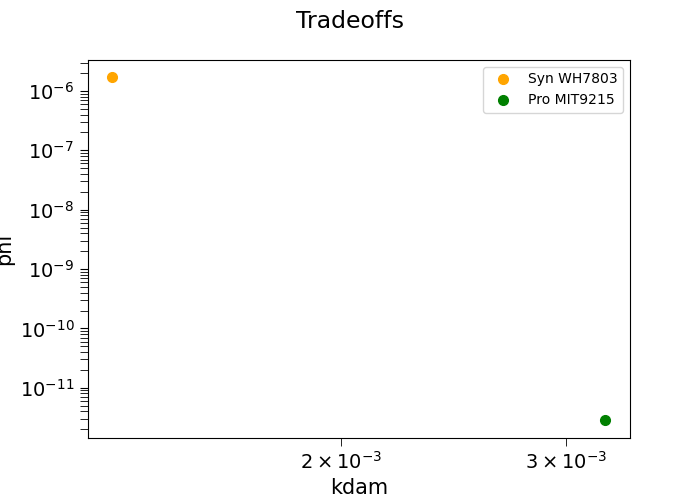 Tradeoffs
Syn WH7803
Pro MIT9215
10⁻⁶
10⁻⁷
10⁻⁸
10⁻⁹
10⁻¹⁰
10⁻¹¹
phi
2 × 10⁻³
3 × 10⁻³
kdam